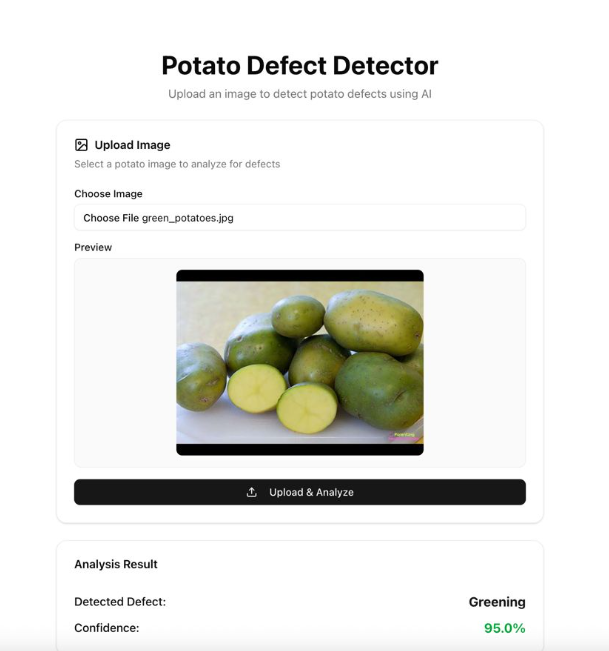 Potato Defect Detector
Upload an image to detect potato defects using AI
Upload Image
Select a potato image to analyze for defects
Choose Image
Choose File green_potatoes.jpg
Preview
Upload & Analyze
Analysis Result
Detected Defect: Greening
Confidence: 95.0%